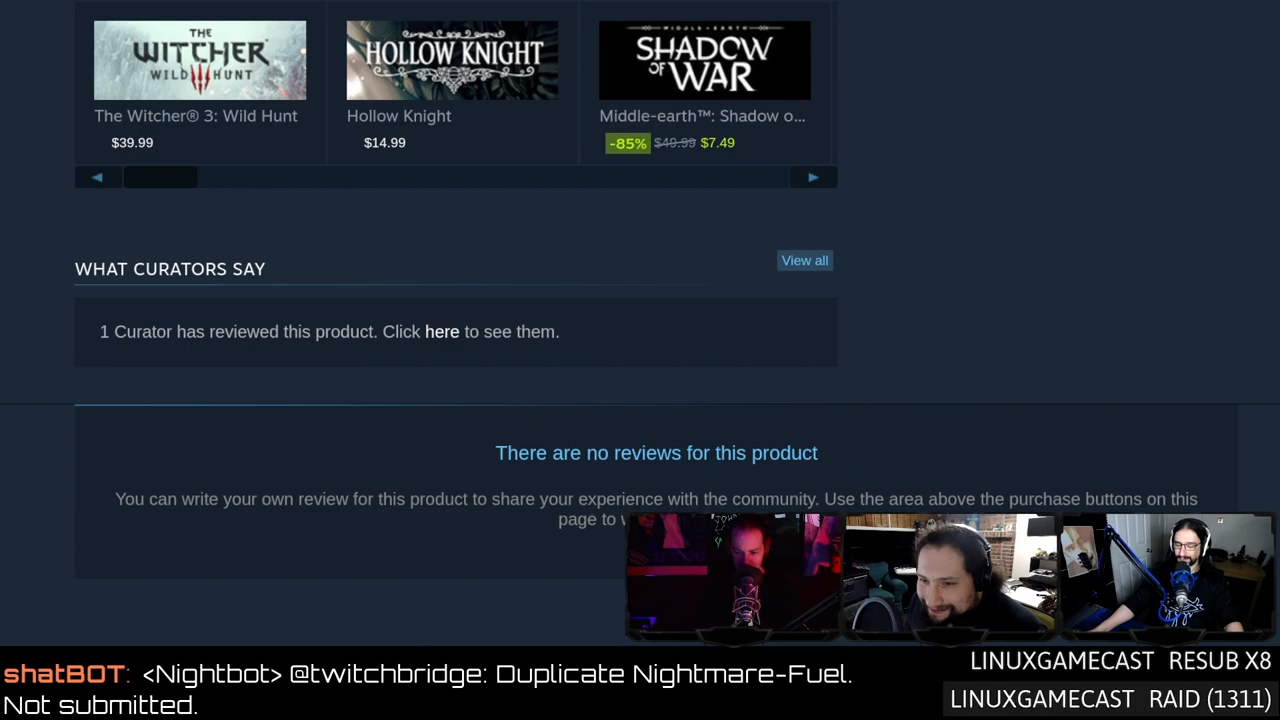 THE
WITCHER
WILD HUNT
HOLLOW KNIGHT
MIDDLE-EARTH
SHADOW
OF WAR
The Witcher® 3: Wild Hunt
Hollow Knight
Middle-earth™: Shadow o...
$39.99
$14.99
-85% $49.99 $7.49
WHAT CURATORS SAY
View all
1 Curator has reviewed this product. Click here to see them.
There are no reviews for this product
You can write your own review for this product to share your experience with the community. Use the area above the purchase buttons on this
page to
shatBOT: <Nightbot> @twitchbridge: Duplicate Nightmare-Fuel.
Not submitted.
LINUXGAMECAST RESUB X8
LINUXGAMECAST RAID (1311)